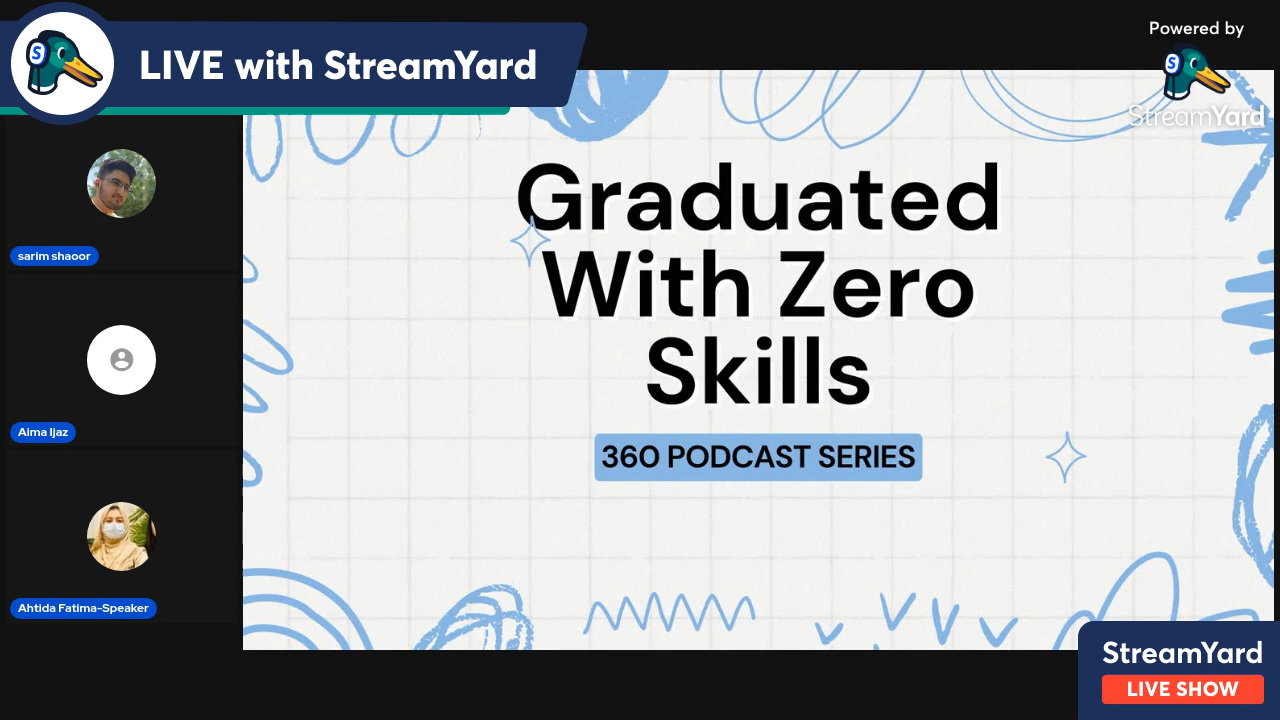 LIVE with StreamYard
Powered by
StreamYard
S
S
sarim shaoor
Aima Ijaz
Ahtida Fatima-Speaker
Graduated
With Zero
Skills
360 PODCAST SERIES
StreamYard
LIVE SHOW